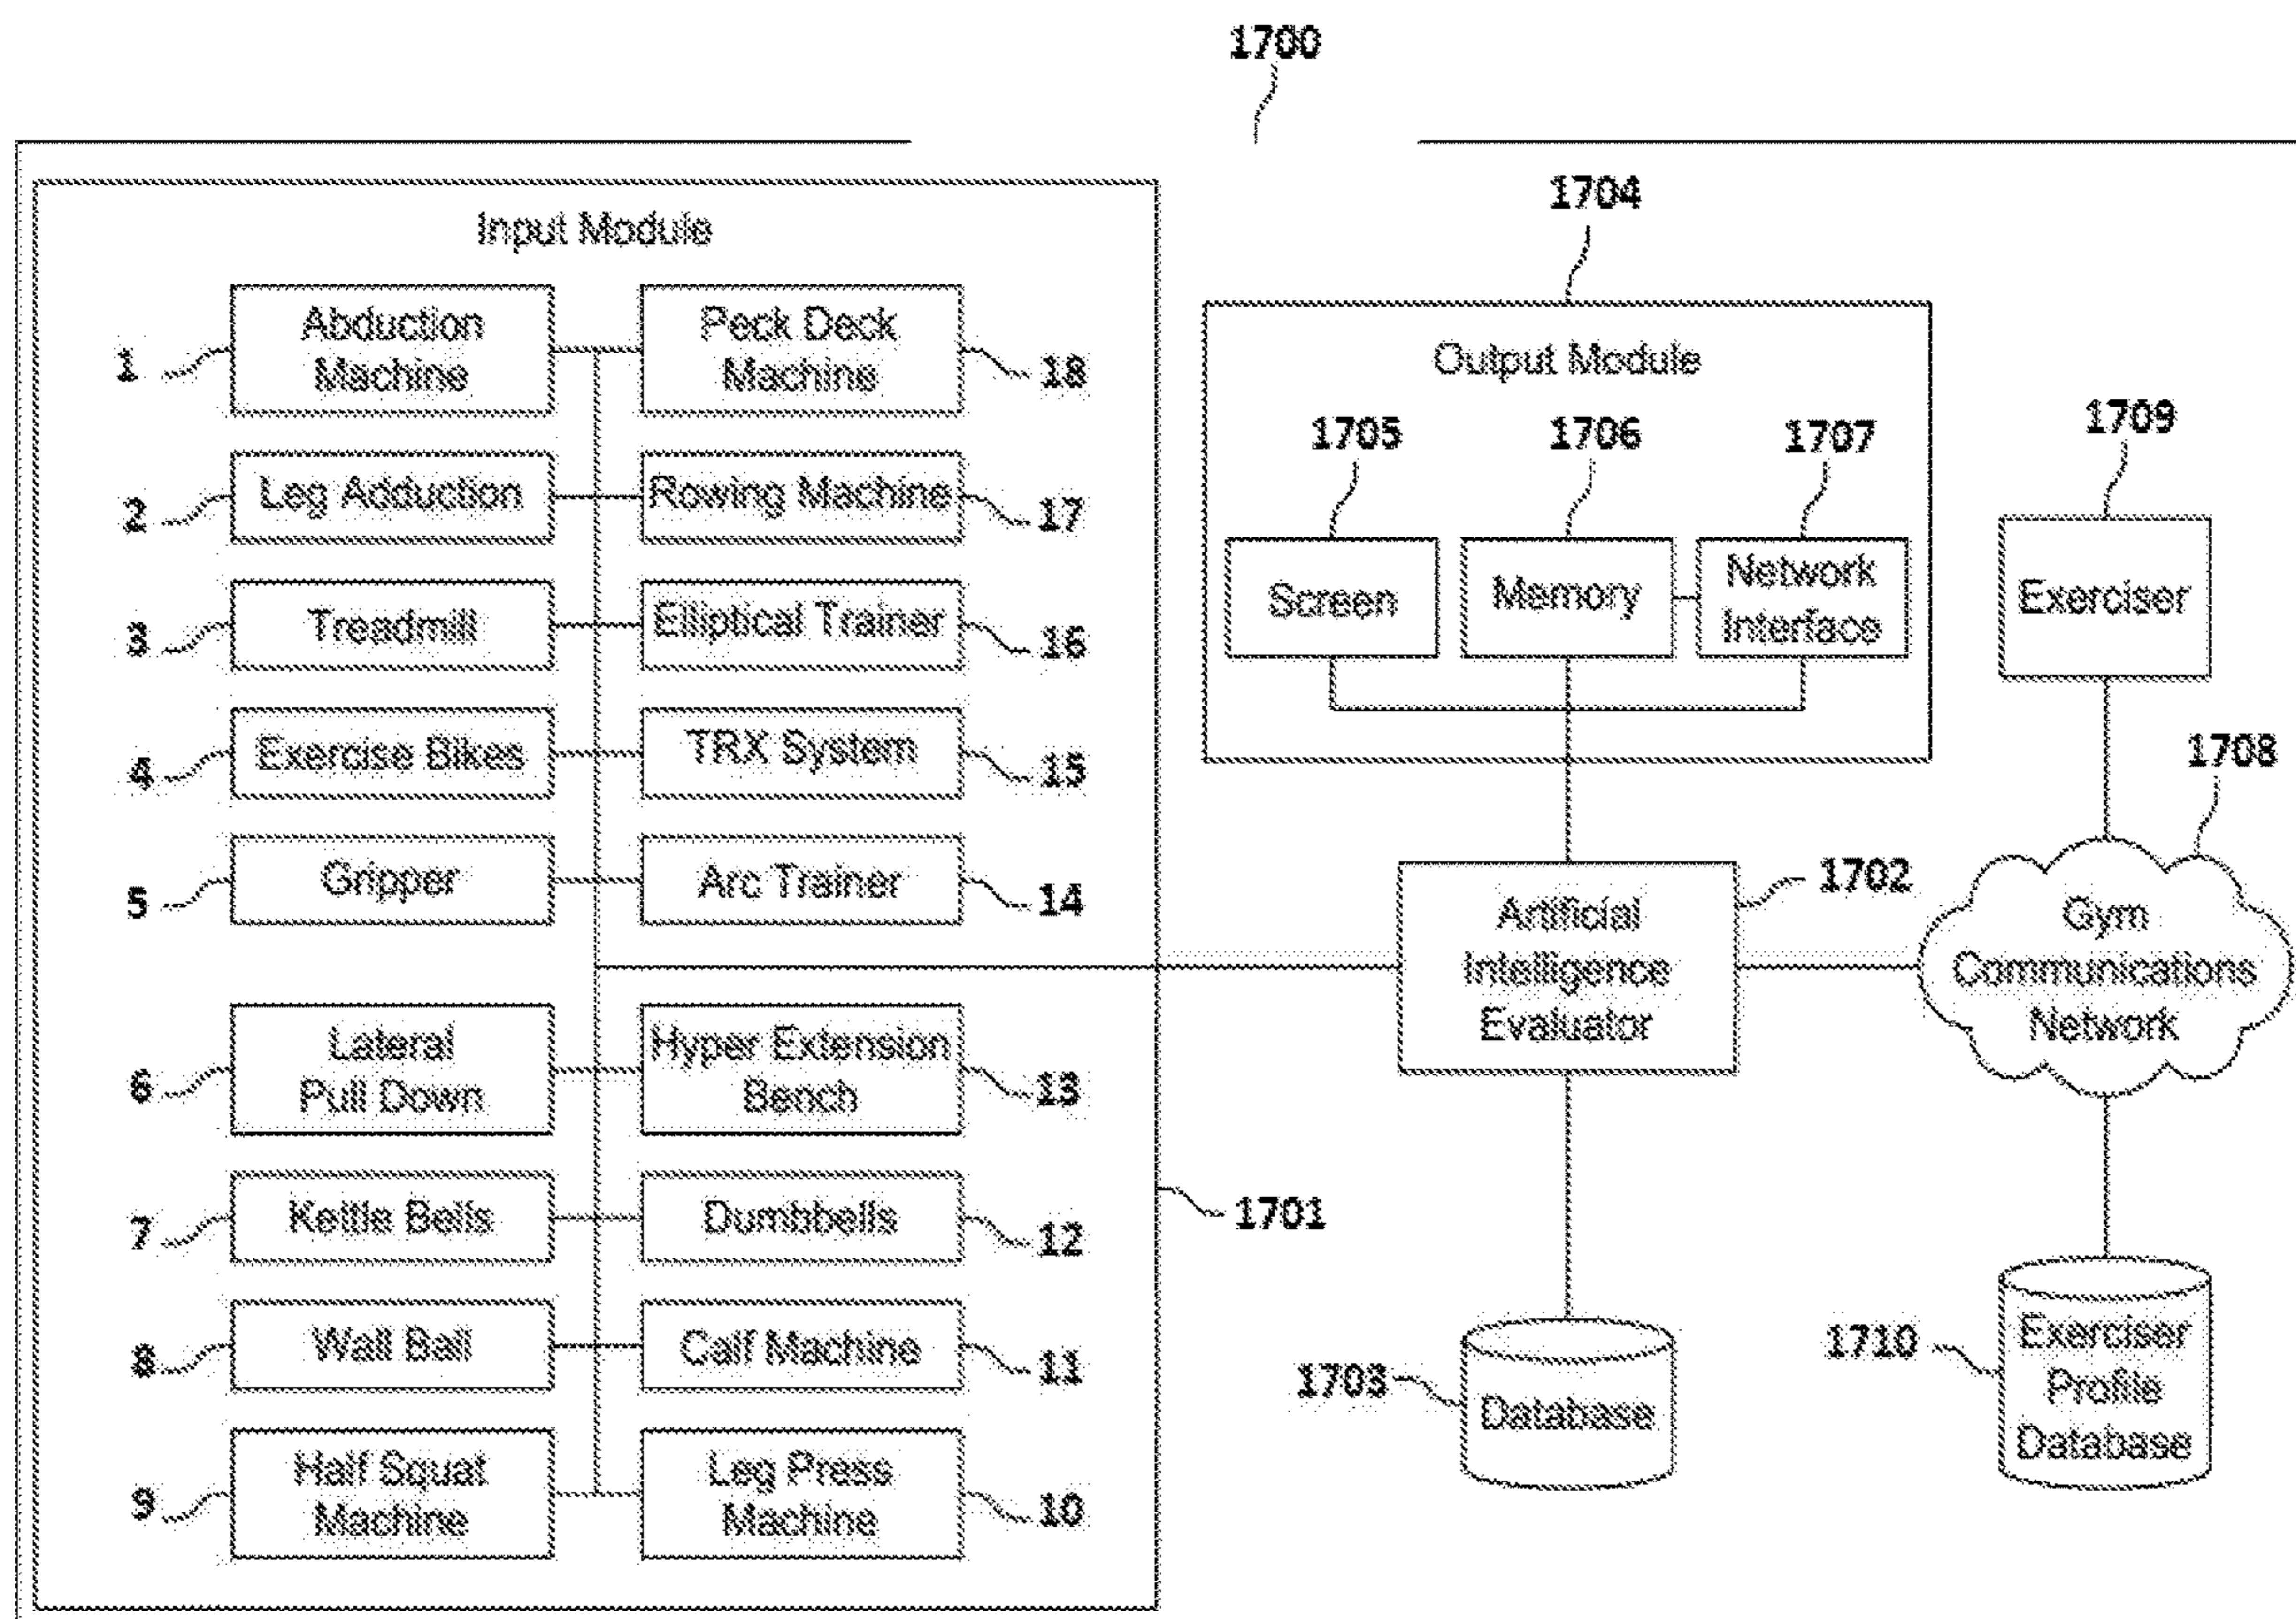 1700
Input Module
1
Abduction
Machine
Peck Deck
Machine
18
2
Leg Adduction
Rowing Machine
17
3
Treadmill
Elliptical Trainer
16
4
Exercise Bikes
TRX System
15
5
Gripper
Arc Trainer
14
6
Lateral
Pull Down
Hyper Extension
Bench
13
7
Kettle Bells
Dumbbells
12
8
Wall Ball
Calf Machine
11
9
Half Squat
Machine
Leg Press
Machine
10
1701
1704
Output Module
1705
1706
1707
Screen
Memory
Network
Interface
1709
Exerciser
1708
Gym
Communications
Network
1702
Artificial
Intelligence
Evaluator
1703
Database
1710
Exerciser
Profile
Database